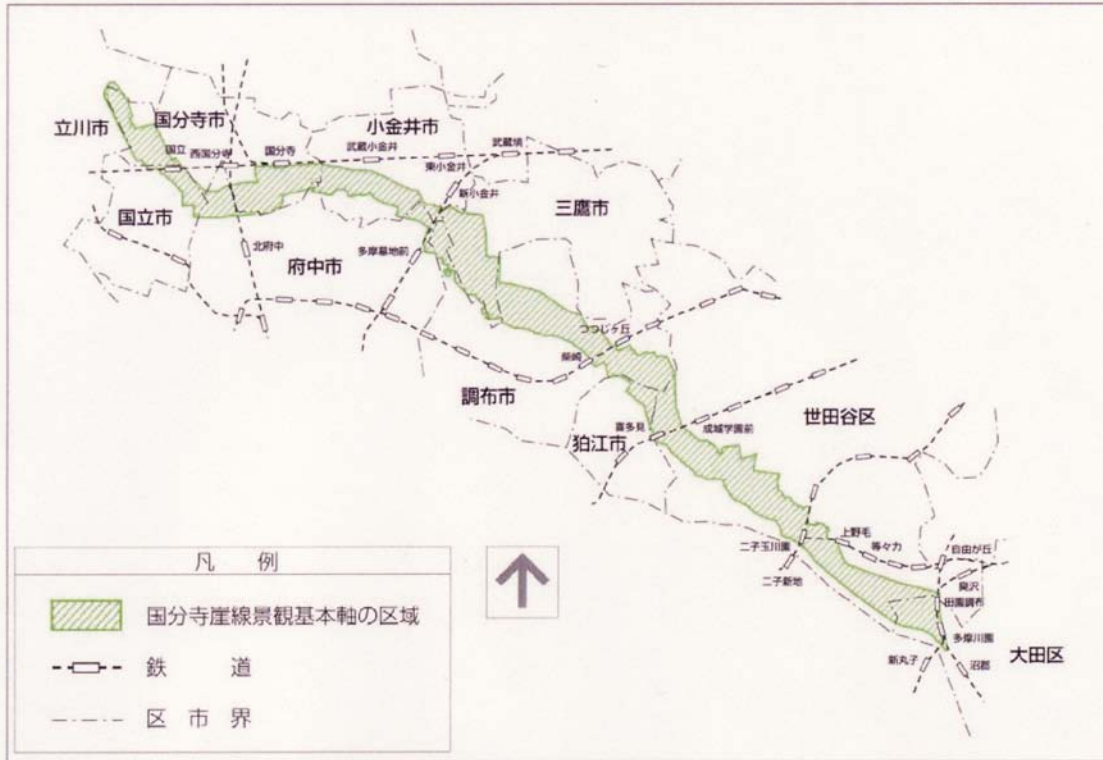 立川市
国分寺市
小金井市
国立
西国分寺
国分寺
武蔵小金井
東小金井
武蔵境
新小金井
三鷹市
国立市
北府中
府中市
多摩墓地前
つつじヶ丘
柴崎
調布市
喜多見
狛江市
成城学園前
世田谷区
二子玉川園
上野毛
等々力
自由が丘
二子新地
奥沢
田園調布
多摩川園
新丸子
沼部
大田区
凡 例
国分寺崖線景観基本軸の区域
鉄 道
区 市 界